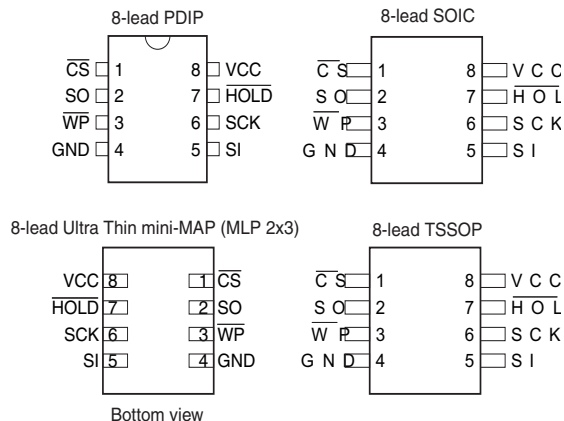 8-lead PDIP
CS 1 8 VCC
SO 2 7 HOLD
WP 3 6 SCK
GND 4 5 SI
8-lead SOIC
CS 1 8 VCC
SO 2 7 HOL
WP 3 6 SCK
GND 4 5 SI
8-lead Ultra Thin mini-MAP (MLP 2x3)
VCC 8 1 CS
HOLD 7 2 SO
SCK 6 3 WP
SI 5 4 GND
Bottom view
8-lead TSSOP
CS 1 8 VCC
SO 2 7 HOL
WP 3 6 SCK
GND 4 5 SI